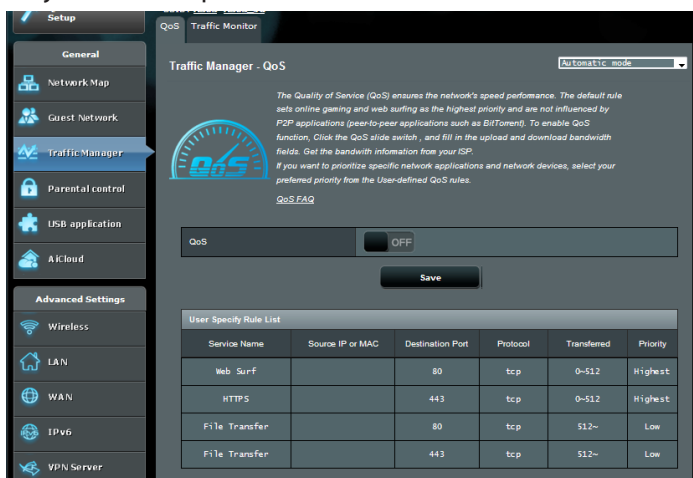 Setup
QoS Traffic Monitor
General
Network Map
Guest Network
Traffic Manager
Parental control
USB application
AiCloud
Advanced Settings
Wireless
LAN
WAN
IPv6
VPN Server
Traffic Manager - QoS
Automatic mode
The Quality of Service (QoS) ensures the network's speed performance. The default rule
sets online gaming and web surfing as the highest priority and are not influenced by
P2P applications (peer-to-peer applications such as BitTorrent). To enable QoS
function, Click the QoS slide switch , and fill in the upload and download bandwidth
fields. Get the bandwidth information from your ISP.
If you want to prioritize specific network applications and network devices, select your
preferred priority from the User-defined QoS rules.
QoS
QoS FAQ
QoS OFF
Save
User Specify Rule List
Service Name Source IP or MAC Destination Port Protocol Transferred Priority
Web Surf 80 tcp 0~512 Highest
HTTPS 443 tcp 0~512 Highest
File Transfer 80 tcp 512~ Low
File Transfer 443 tcp 512~ Low